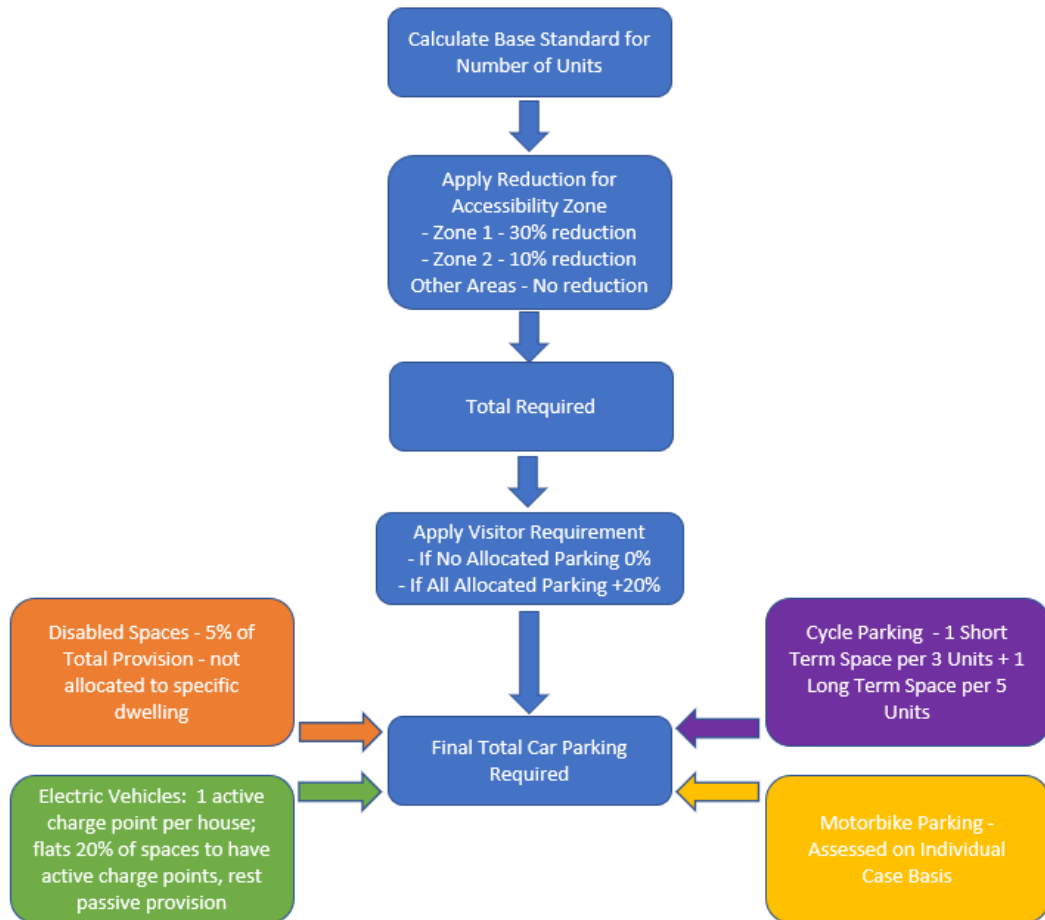 Calculate Base Standard for
Number of Units
Apply Reduction for
Accessibility Zone
- Zone 1 - 30% reduction
- Zone 2 - 10% reduction
Other Areas - No reduction
Total Required
Apply Visitor Requirement
- If No Allocated Parking 0%
- If All Allocated Parking +20%
Disabled Spaces - 5% of
Total Provision - not
allocated to specific
dwelling
Cycle Parking - 1 Short
Term Space per 3 Units + 1
Long Term Space per 5
Units
Final Total Car Parking
Required
Electric Vehicles: 1 active
charge point per house;
flats 20% of spaces to have
active charge points, rest
passive provision
Motorbike Parking -
Assessed on Individual
Case Basis